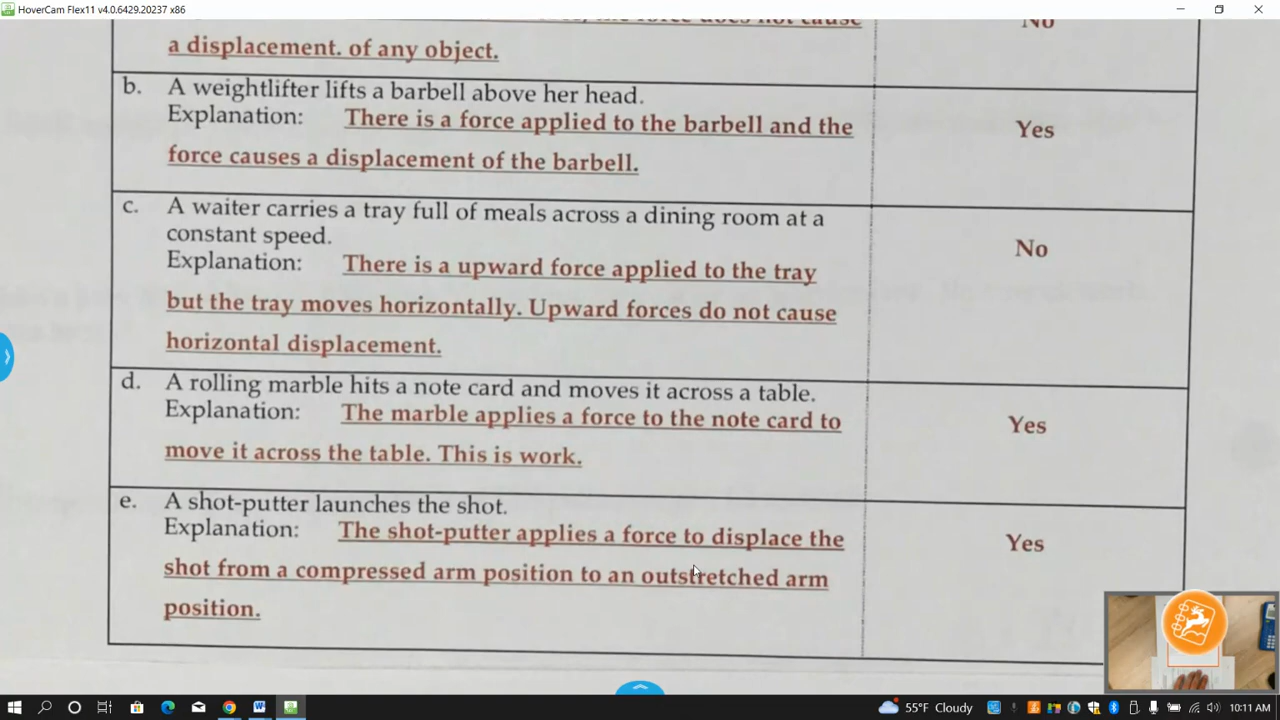 HoverCam Flex11 v4.0.6429.20237 x86
the force does not cause
No
a displacement. of any object.
b. A weightlifter lifts a barbell above her head.
Explanation: There is a force applied to the barbell and the
Yes
force causes a displacement of the barbell.
c. A waiter carries a tray full of meals across a dining room at a
constant speed.
No
Explanation: There is a upward force applied to the tray
but the tray moves horizontally. Upward forces do not cause
horizontal displacement.
d. A rolling marble hits a note card and moves it across a table.
Explanation: The marble applies a force to the note card to
Yes
move it across the table. This is work.
e. A shot-putter launches the shot.
Explanation: The shot-putter applies a force to displace the
Yes
shot from a compressed arm position to an outstretched arm
position.
55°F Cloudy
10:11 AM